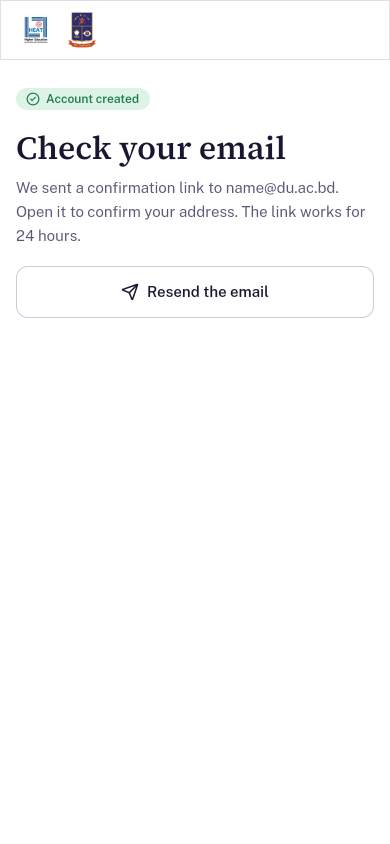 HEAT
Account created
Check your email
We sent a confirmation link to name@du.ac.bd.
Open it to confirm your address. The link works for
24 hours.
Resend the email